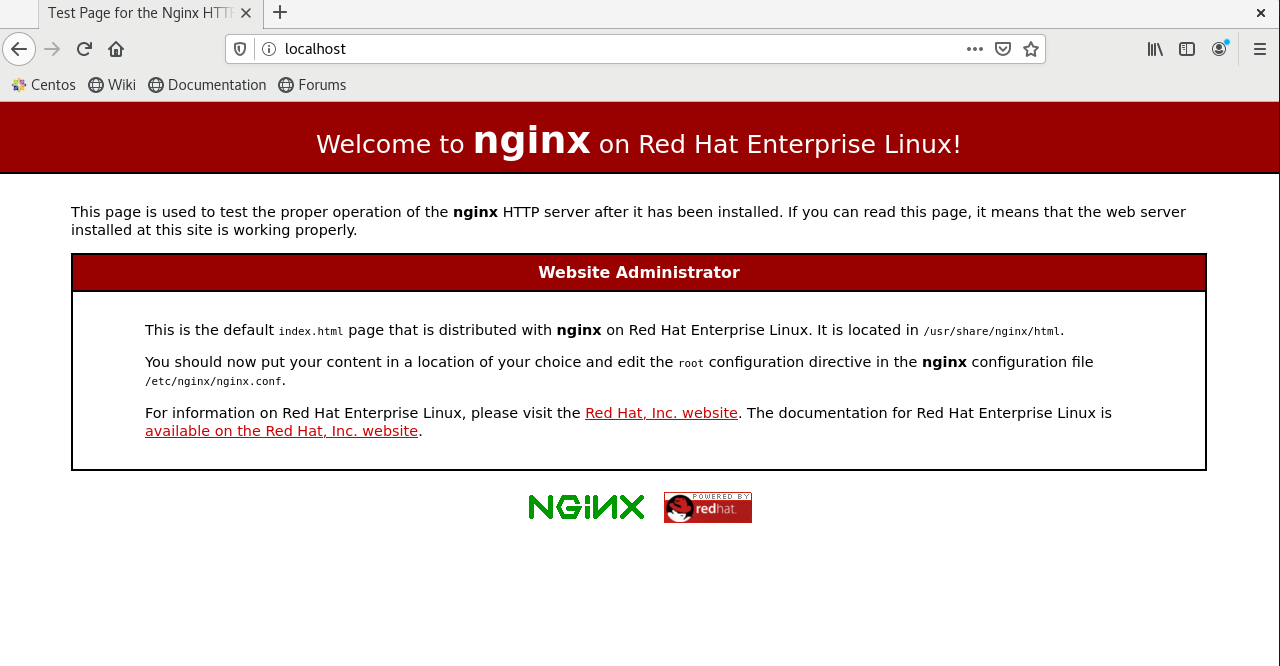 Test Page for the Nginx HTT
localhost
Centos Wiki Documentation Forums
Welcome to nginx on Red Hat Enterprise Linux!
This page is used to test the proper operation of the nginx HTTP server after it has been installed. If you can read this page, it means that the web server
installed at this site is working properly.
Website Administrator
This is the default index.html page that is distributed with nginx on Red Hat Enterprise Linux. It is located in /usr/share/nginx/html.
You should now put your content in a location of your choice and edit the root configuration directive in the nginx configuration file
/etc/nginx/nginx.conf.
For information on Red Hat Enterprise Linux, please visit the Red Hat, Inc. website. The documentation for Red Hat Enterprise Linux is
available on the Red Hat, Inc. website.
NGiNX
POWERED BY
redhat.